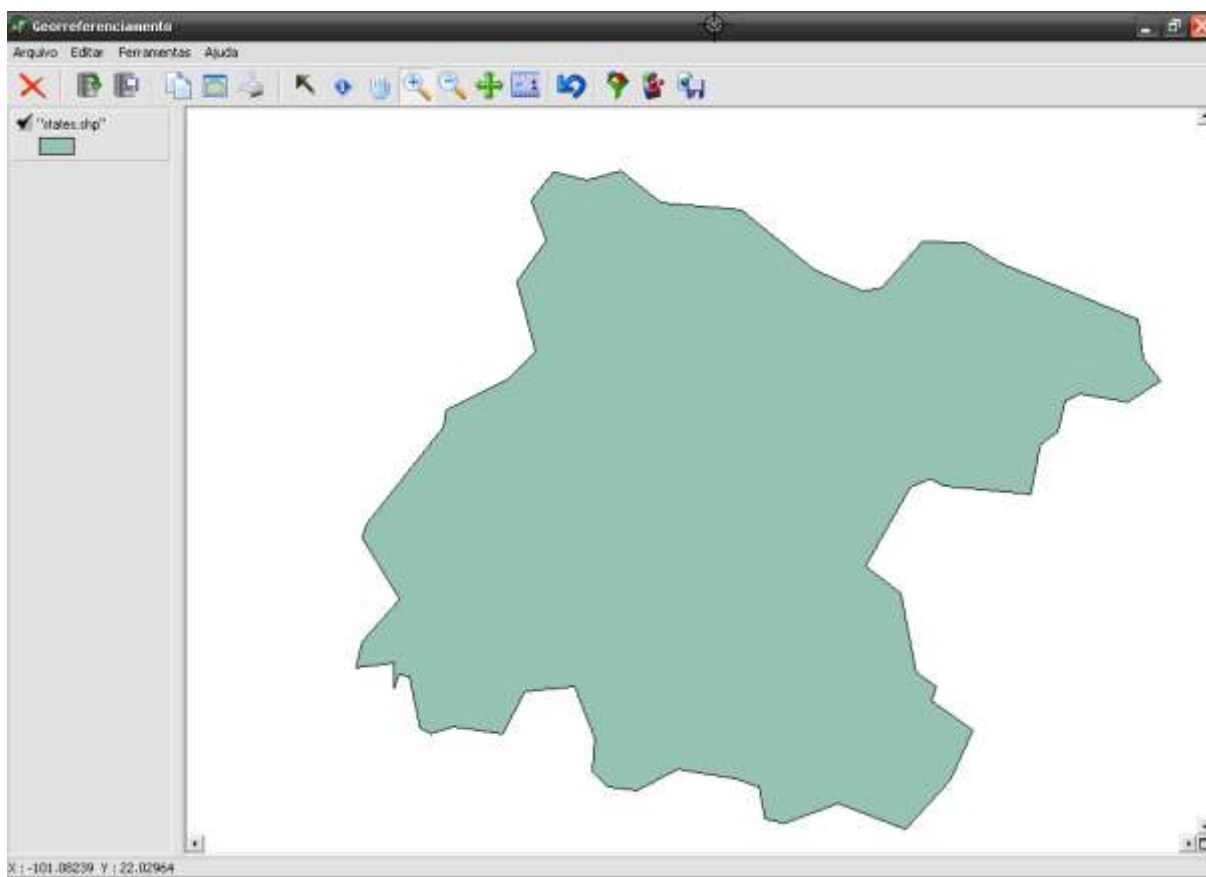 Georreferenciamento
Arquivo Editar Ferramentas Ajuda
"states.shp"
X : -101.08239 Y : 22.02964